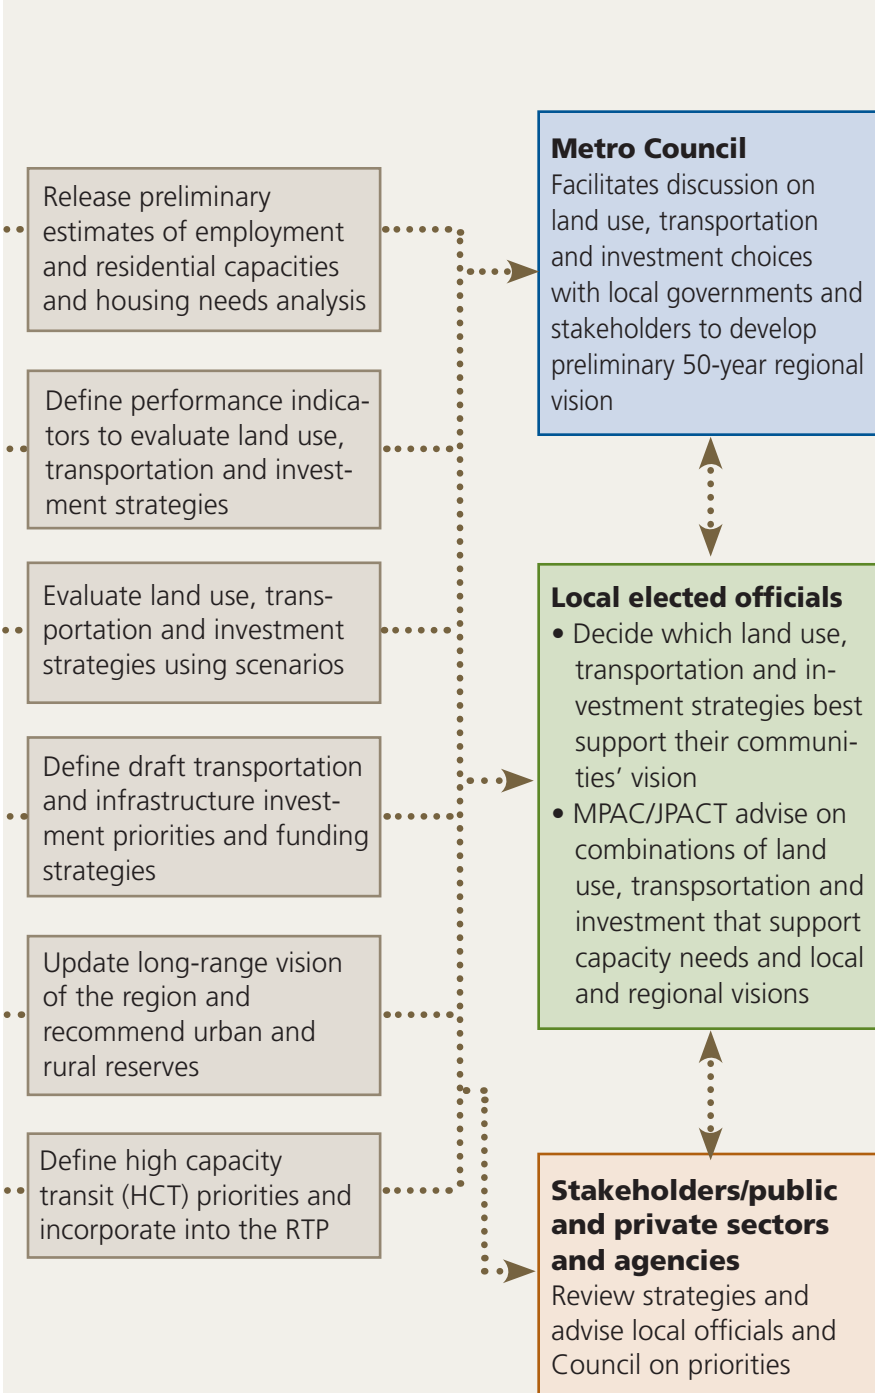 Release preliminary
estimates of employment
and residential capacities
and housing needs analysis
Define performance indica-
tors to evaluate land use,
transportation and invest-
ment strategies
Evaluate land use, trans-
portation and investment
strategies using scenarios
Define draft transportation
and infrastructure invest-
ment priorities and funding
strategies
Update long-range vision
of the region and
recommend urban and
rural reserves
Define high capacity
transit (HCT) priorities and
incorporate into the RTP
Metro Council
Facilitates discussion on
land use, transportation
and investment choices
with local governments and
stakeholders to develop
preliminary 50-year regional
vision
Local elected officials
• Decide which land use,
transportation and in-
vestment strategies best
support their communi-
ties’ vision
• MPAC/JPACT advise on
combinations of land
use, transpsortation and
investment that support
capacity needs and local
and regional visions
Stakeholders/public
and private sectors
and agencies
Review strategies and
advise local officials and
Council on priorities